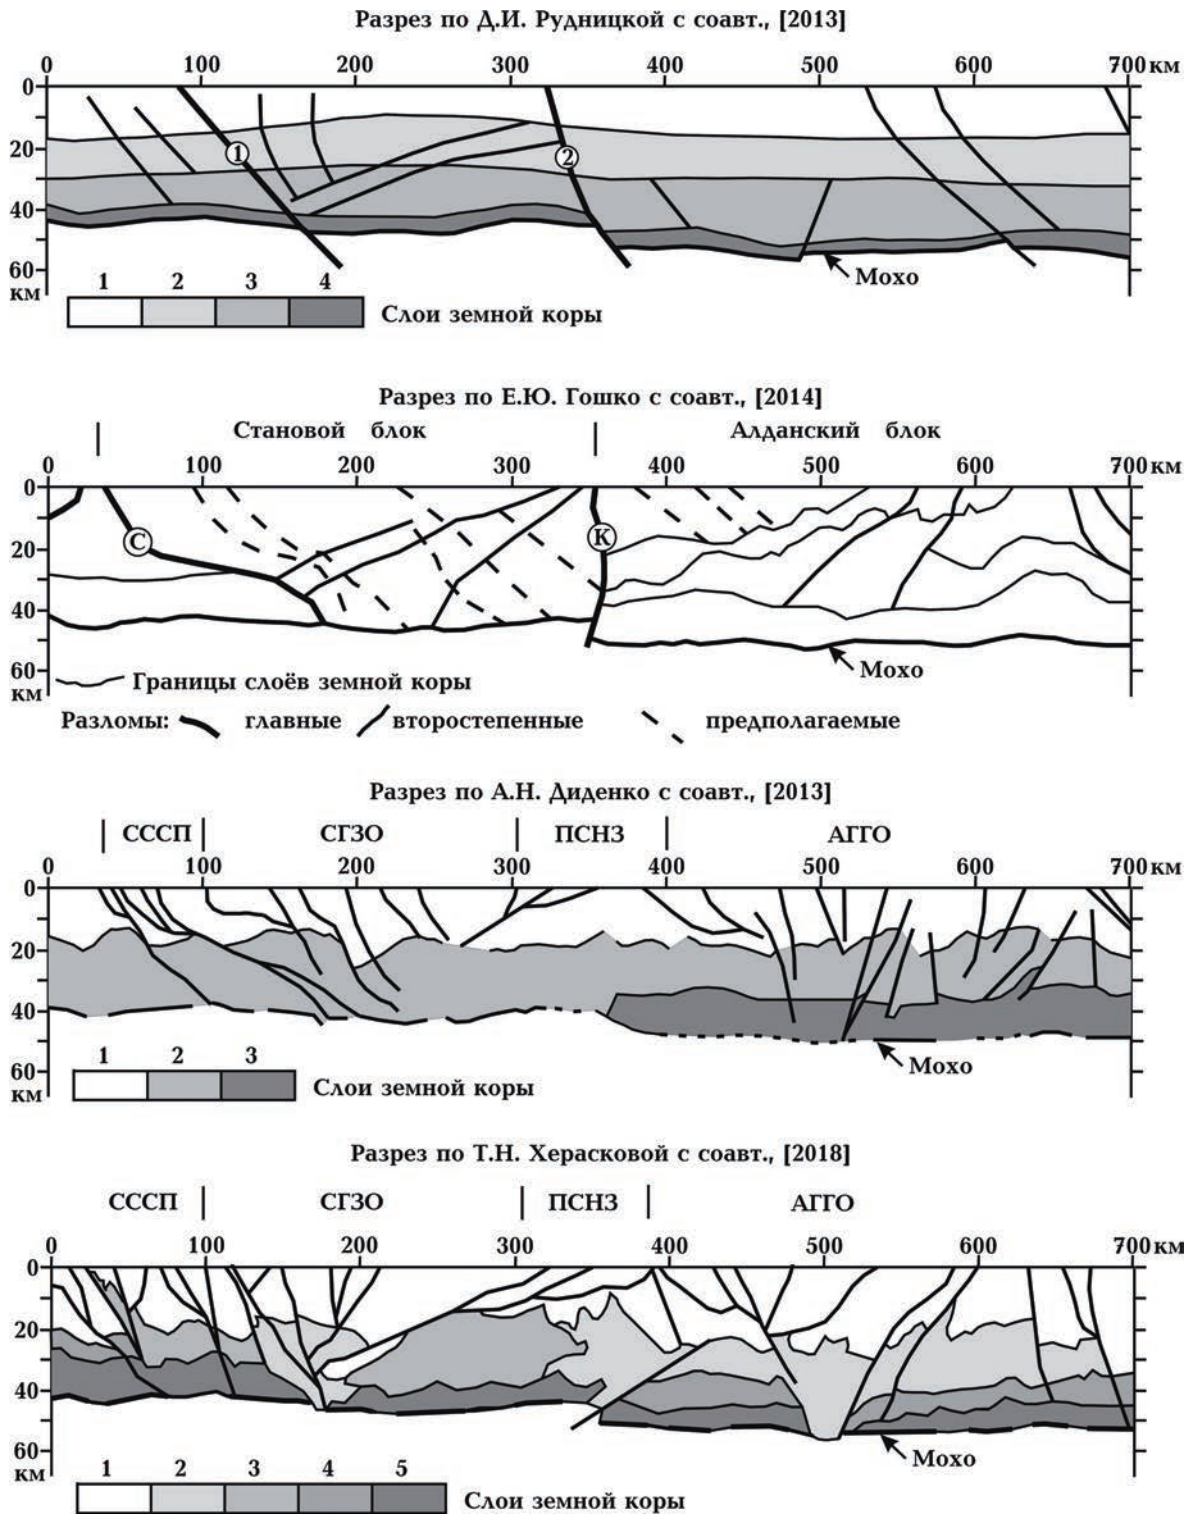 Разрез по Д.И. Рудницкой с соавт., [2013]
0 100 200 300 400 500 600 700 км
0
20
40
60
км
1
2
Мохо
1 2 3 4
Слои земной коры
Разрез по Е.Ю. Гошко с соавт., [2014]
Становой блок Алданский блок
0 100 200 300 400 500 600 700 км
0
20
40
60
км
С
К
Мохо
Границы слоёв земной коры
Разломы: главные второстепенные предполагаемые
Разрез по А.Н. Диденко с соавт., [2013]
СССП СГЗО ПСНЗ АГГО
0 100 200 300 400 500 600 700 км
0
20
40
60
км
Мохо
1 2 3
Слои земной коры
Разрез по Т.Н. Херасковой с соавт., [2018]
СССП СГЗО ПСНЗ АГГО
0 100 200 300 400 500 600 700 км
0
20
40
60
км
Мохо
1 2 3 4 5
Слои земной коры